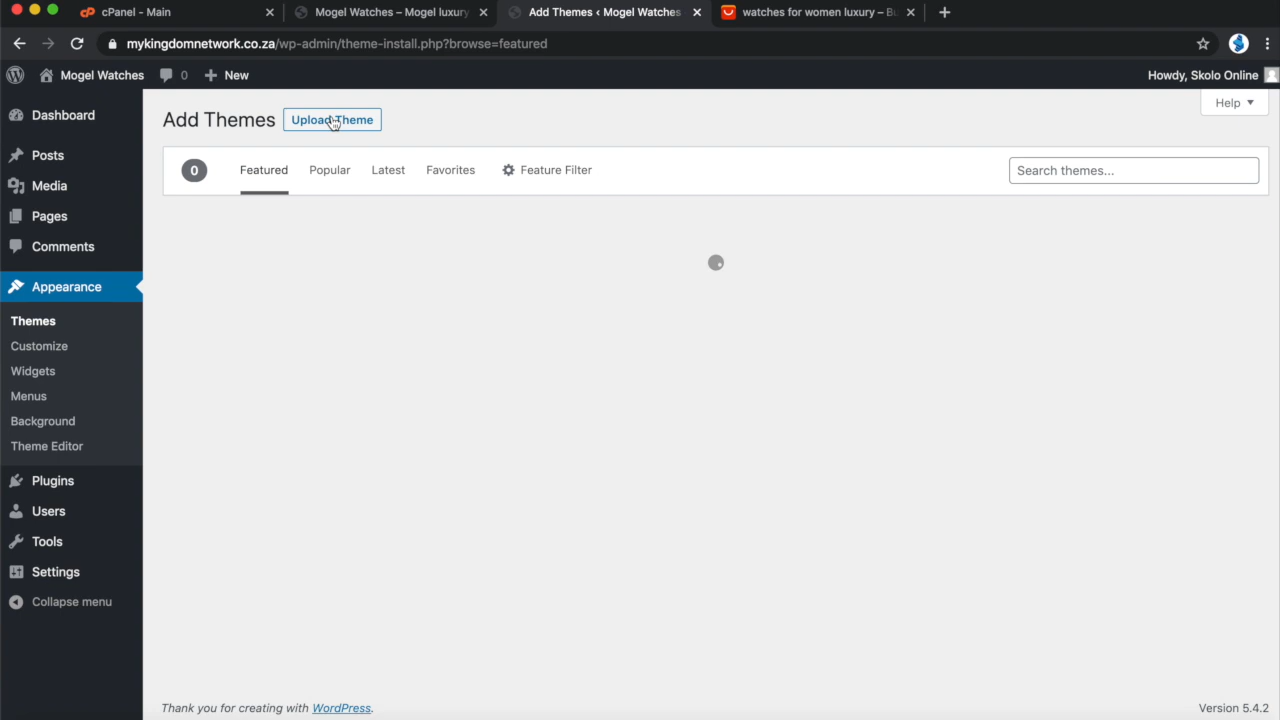 cPanel - Main
Mogel Watches – Mogel luxury
Add Themes ‹ Mogel Watches
watches for women luxury – Bu
mykingdomnetwork.co.za/wp-admin/theme-install.php?browse=featured
Mogel Watches
0
New
Howdy, Skolo Online
Dashboard
Posts
Media
Pages
Comments
Appearance
Themes
Customize
Widgets
Menus
Background
Theme Editor
Plugins
Users
Tools
Settings
Collapse menu
Add Themes
Upload Theme
Help
0
Featured
Popular
Latest
Favorites
Feature Filter
Search themes...
Thank you for creating with WordPress.
Version 5.4.2